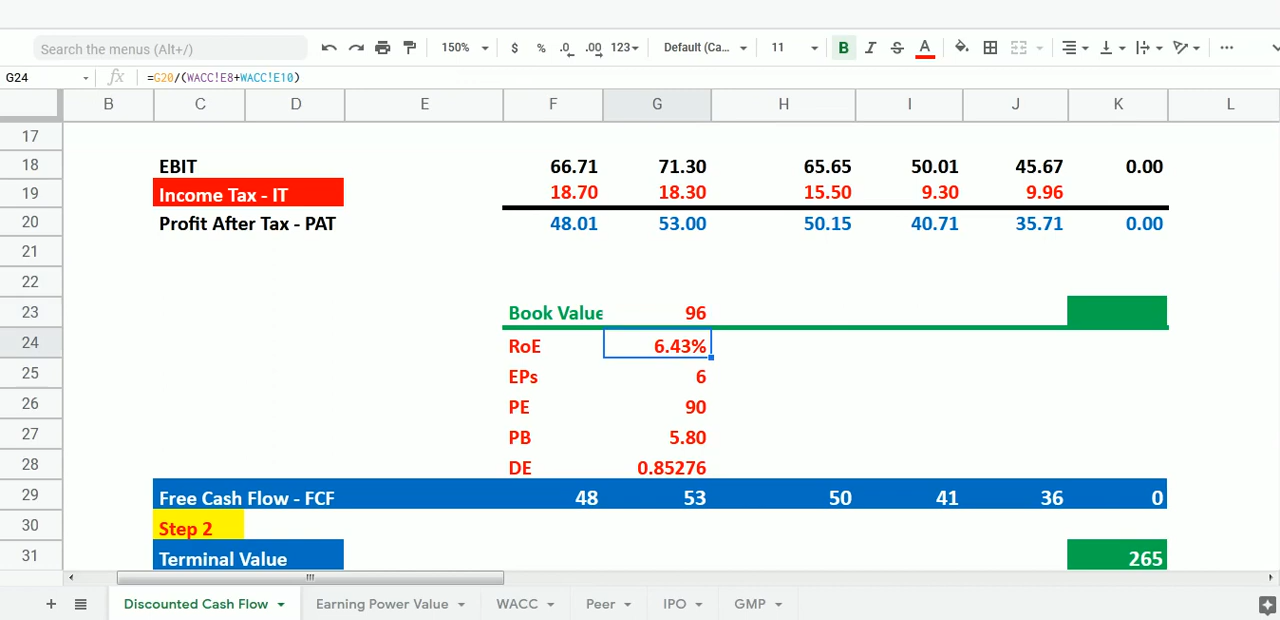 Search the menus (Alt+/) 150% $ % .0 .00 123 Default (Ca... 11 B I S A ...
G24 fx =G20/(WACC!E8+WACC!E10)
B C D E F G H I J K L
17
18 EBIT 66.71 71.30 65.65 50.01 45.67 0.00
19 Income Tax - IT 18.70 18.30 15.50 9.30 9.96
20 Profit After Tax - PAT 48.01 53.00 50.15 40.71 35.71 0.00
21
22
23 Book Value 96
24 RoE 6.43%
25 EPs 6
26 PE 90
27 PB 5.80
28 DE 0.85276
29 Free Cash Flow - FCF 48 53 50 41 36 0
30 Step 2
31 Terminal Value 265
+ Discounted Cash Flow Earning Power Value WACC Peer IPO GMP